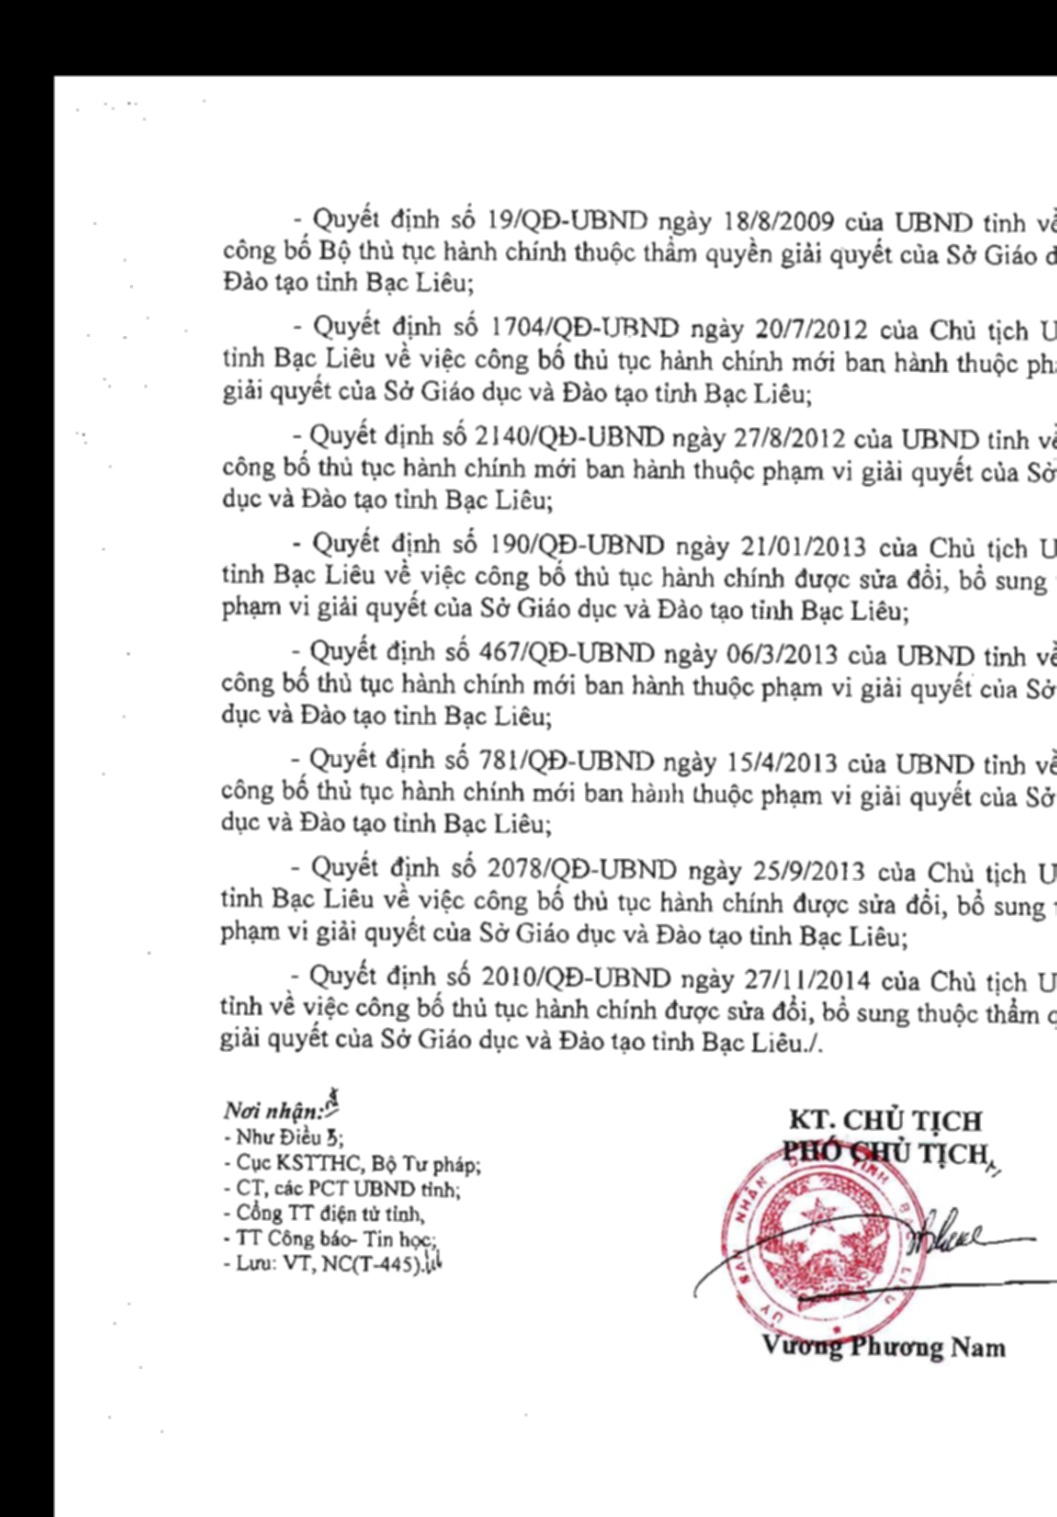 - Quyết định số 19/QĐ-UBND ngày 18/8/2009 của UBND tỉnh về
công bố Bộ thủ tục hành chính thuộc thẩm quyền giải quyết của Sở Giáo d
Đào tạo tỉnh Bạc Liêu;
- Quyết định số 1704/QĐ-UBND ngày 20/7/2012 của Chủ tịch U
tỉnh Bạc Liêu về việc công bố thủ tục hành chính mới ban hành thuộc phạ
giải quyết của Sở Giáo dục và Đào tạo tỉnh Bạc Liêu;
- Quyết định số 2140/QĐ-UBND ngày 27/8/2012 của UBND tỉnh về
công bố thủ tục hành chính mới ban hành thuộc phạm vi giải quyết của Sở
dục và Đào tạo tỉnh Bạc Liêu;
- Quyết định số 190/QĐ-UBND ngày 21/01/2013 của Chủ tịch U
tỉnh Bạc Liêu về việc công bố thủ tục hành chính được sửa đổi, bổ sung
phạm vi giải quyết của Sở Giáo dục và Đào tạo tỉnh Bạc Liêu;
- Quyết định số 467/QĐ-UBND ngày 06/3/2013 của UBND tỉnh về
công bố thủ tục hành chính mới ban hành thuộc phạm vi giải quyết của Sở
dục và Đào tạo tỉnh Bạc Liêu;
- Quyết định số 781/QĐ-UBND ngày 15/4/2013 của UBND tỉnh về
công bố thủ tục hành chính mới ban hành thuộc phạm vi giải quyết của Sở
dục và Đào tạo tỉnh Bạc Liêu;
- Quyết định số 2078/QĐ-UBND ngày 25/9/2013 của Chủ tịch U
tỉnh Bạc Liêu về việc công bố thủ tục hành chính được sửa đổi, bổ sung t
phạm vi giải quyết của Sở Giáo dục và Đào tạo tỉnh Bạc Liêu;
- Quyết định số 2010/QĐ-UBND ngày 27/11/2014 của Chủ tịch U
tỉnh về việc công bố thủ tục hành chính được sửa đổi, bổ sung thuộc thẩm q
giải quyết của Sở Giáo dục và Đào tạo tỉnh Bạc Liêu./.
Nơi nhận:
- Như Điều 3;
- Cục KSTTHC, Bộ Tư pháp;
- CT, các PCT UBND tỉnh;
- Cổng TT điện tử tỉnh,
- TT Công báo- Tin học;
- Lưu: VT, NC(T-445).
KT. CHỦ TỊCH
PHÓ CHỦ TỊCH
ỦY BAN NHÂN DÂN TỈNH BẠC LIÊU
Vương Phương Nam